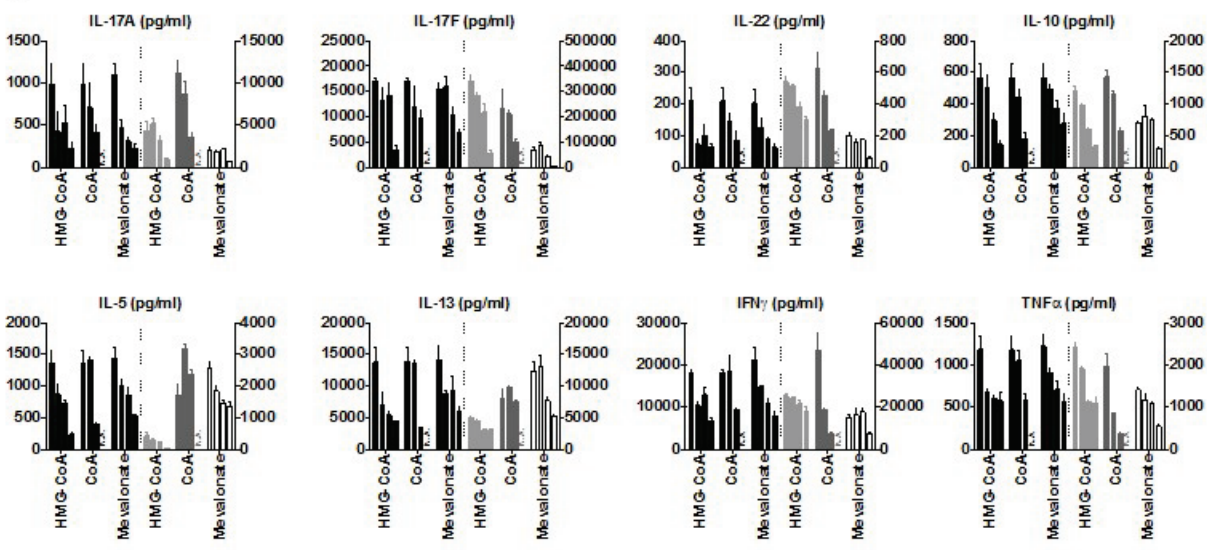 IL-17A (pg/ml) IL-17F (pg/ml) IL-22 (pg/ml) IL-10 (pg/ml)
1500 15000 25000 500000 400 800 800 2000
20000 400000
300 600 600 1500
1000 10000 15000 300000
200 400 400 1000
10000 200000
500 5000 100 200 200 500
5000 100000
0 0 0 0 0 0 0 0
HMG-CoA CoA Mevalonate HMG-CoA CoA Mevalonate HMG-CoA CoA Mevalonate HMG-CoA CoA Mevalonate HMG-CoA CoA Mevalonate HMG-CoA CoA Mevalonate HMG-CoA CoA Mevalonate HMG-CoA CoA Mevalonate
IL-5 (pg/ml) IL-13 (pg/ml) IFNγ (pg/ml) TNFα (pg/ml)
2000 4000 20000 20000 30000 60000 1500 3000
1500 3000 15000 15000
20000 40000 1000 2000
1000 2000 10000 10000
10000 20000 500 1000
500 1000 5000 5000
0 0 0 0 0 0 0 0
HMG-CoA CoA Mevalonate HMG-CoA CoA Mevalonate HMG-CoA CoA Mevalonate HMG-CoA CoA Mevalonate HMG-CoA CoA Mevalonate HMG-CoA CoA Mevalonate HMG-CoA CoA Mevalonate HMG-CoA CoA Mevalonate